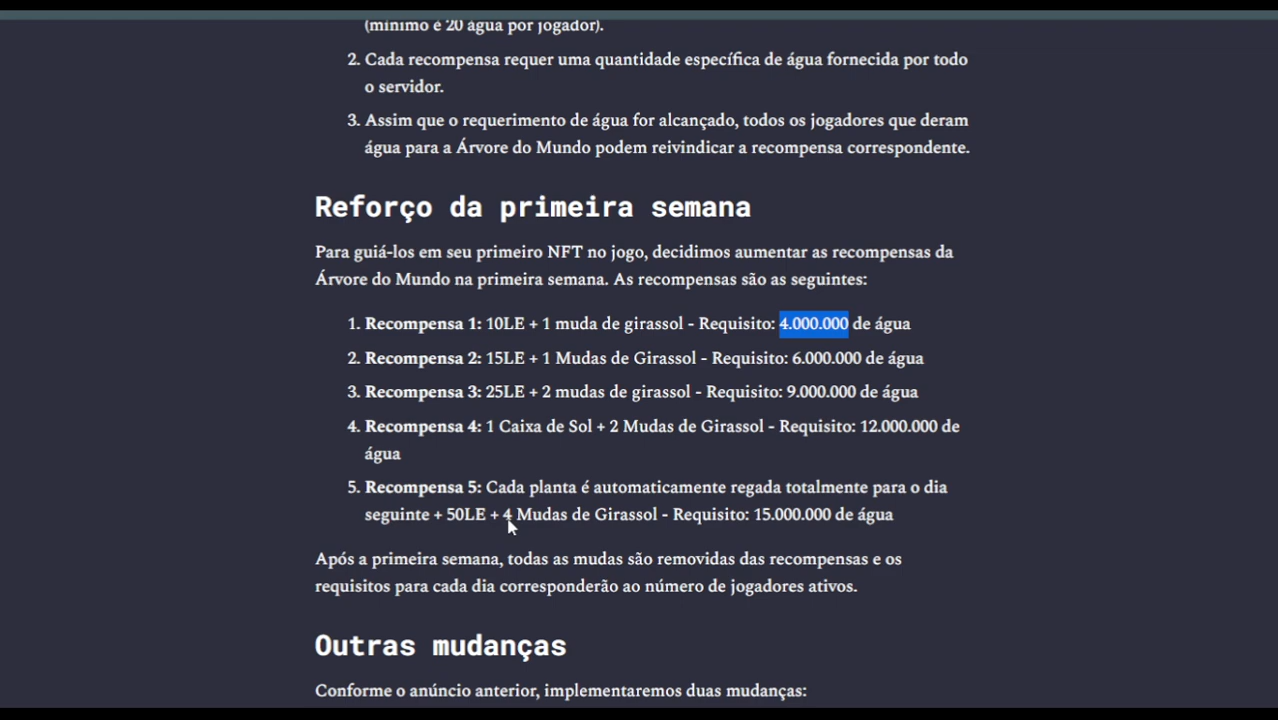 (mínimo é 20 água por jogador).
2. Cada recompensa requer uma quantidade específica de água fornecida por todo
o servidor.
3. Assim que o requerimento de água for alcançado, todos os jogadores que deram
água para a Árvore do Mundo podem reivindicar a recompensa correspondente.
Reforço da primeira semana
Para guiá-los em seu primeiro NFT no jogo, decidimos aumentar as recompensas da
Árvore do Mundo na primeira semana. As recompensas são as seguintes:
1. Recompensa 1: 10LE + 1 muda de girassol - Requisito: 4.000.000 de água
2. Recompensa 2: 15LE + 1 Mudas de Girassol - Requisito: 6.000.000 de água
3. Recompensa 3: 25LE + 2 mudas de girassol - Requisito: 9.000.000 de água
4. Recompensa 4: 1 Caixa de Sol + 2 Mudas de Girassol - Requisito: 12.000.000 de
água
5. Recompensa 5: Cada planta é automaticamente regada totalmente para o dia
seguinte + 50LE + 4 Mudas de Girassol - Requisito: 15.000.000 de água
Após a primeira semana, todas as mudas são removidas das recompensas e os
requisitos para cada dia corresponderão ao número de jogadores ativos.
Outras mudanças
Conforme o anúncio anterior, implementaremos duas mudanças: